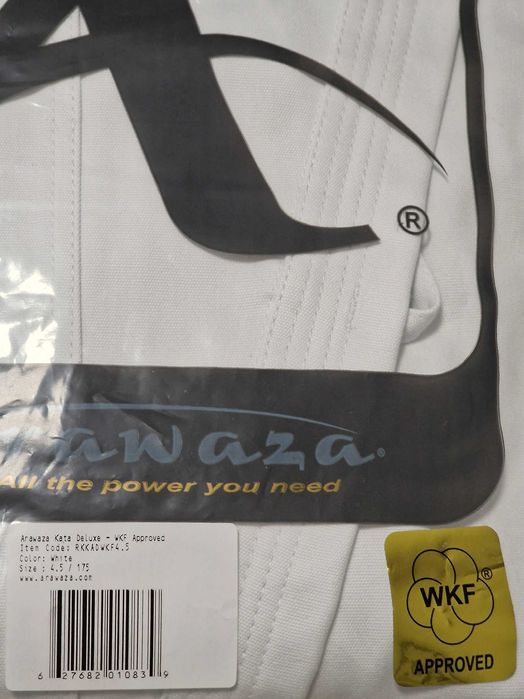 ®
arawaza®
All the power you need
Arawaza Kata Deluxe - WKF Approved
Item Code: RKKADWKF4.5
Color: White
Size : 4.5 / 175
www.arawaza.com
6 27682 01083 9
WKF®
APPROVED